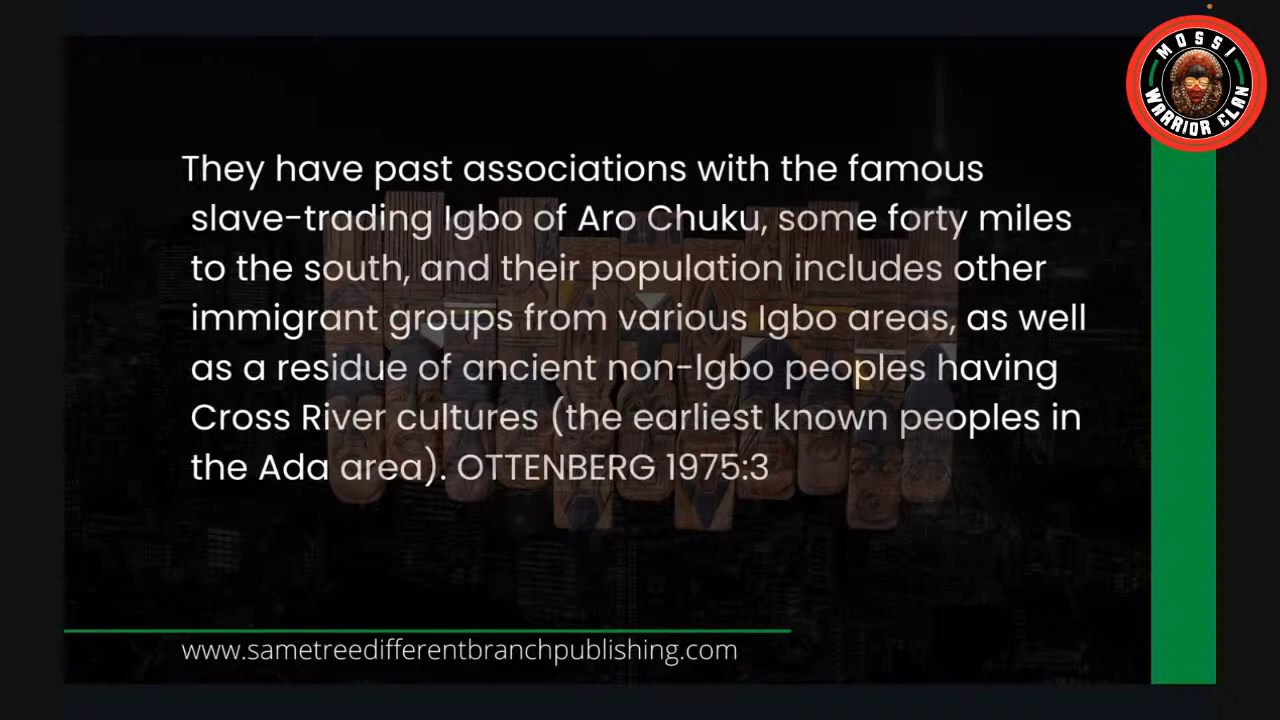 MOSSI
WARRIOR CLAN
They have past associations with the famous
slave-trading Igbo of Aro Chuku, some forty miles
to the south, and their population includes other
immigrant groups from various Igbo areas, as well
as a residue of ancient non-Igbo peoples having
Cross River cultures (the earliest known peoples in
the Ada area). OTTENBERG 1975:3
www.sametreedifferentbranchpublishing.com